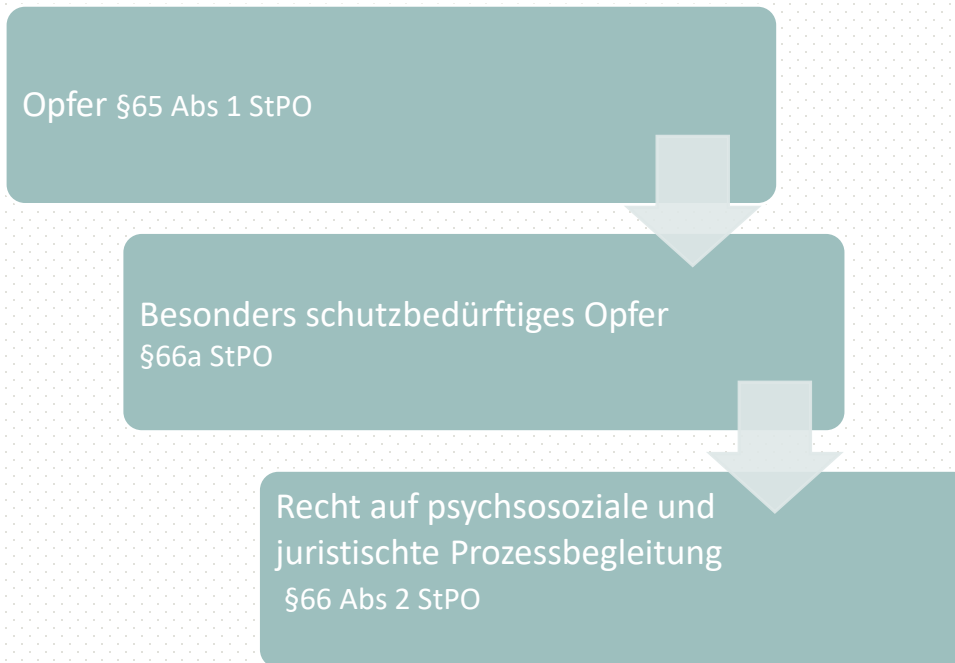 Opfer §65 Abs 1 StPO
Besonders schutzbedürftiges Opfer
§66a StPO
Recht auf psychsosoziale und
juristischte Prozessbegleitung
§66 Abs 2 StPO